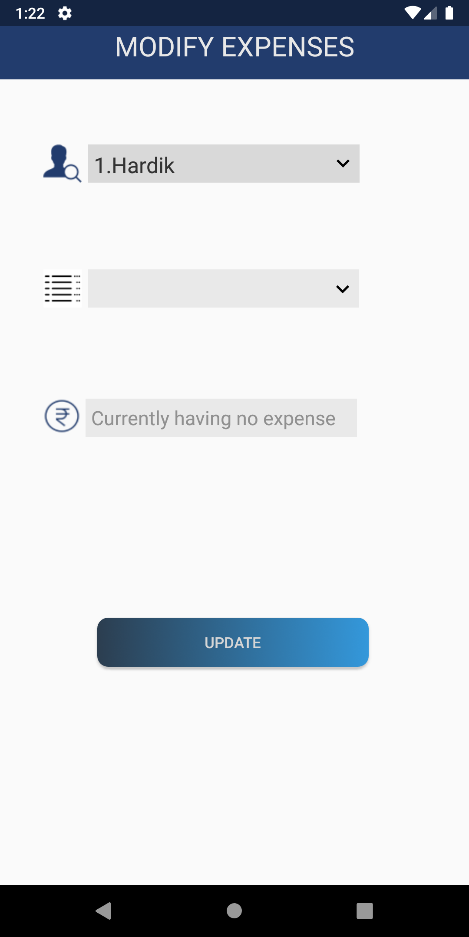 1:22
MODIFY EXPENSES
1.Hardik
₹
Currently having no expense
UPDATE